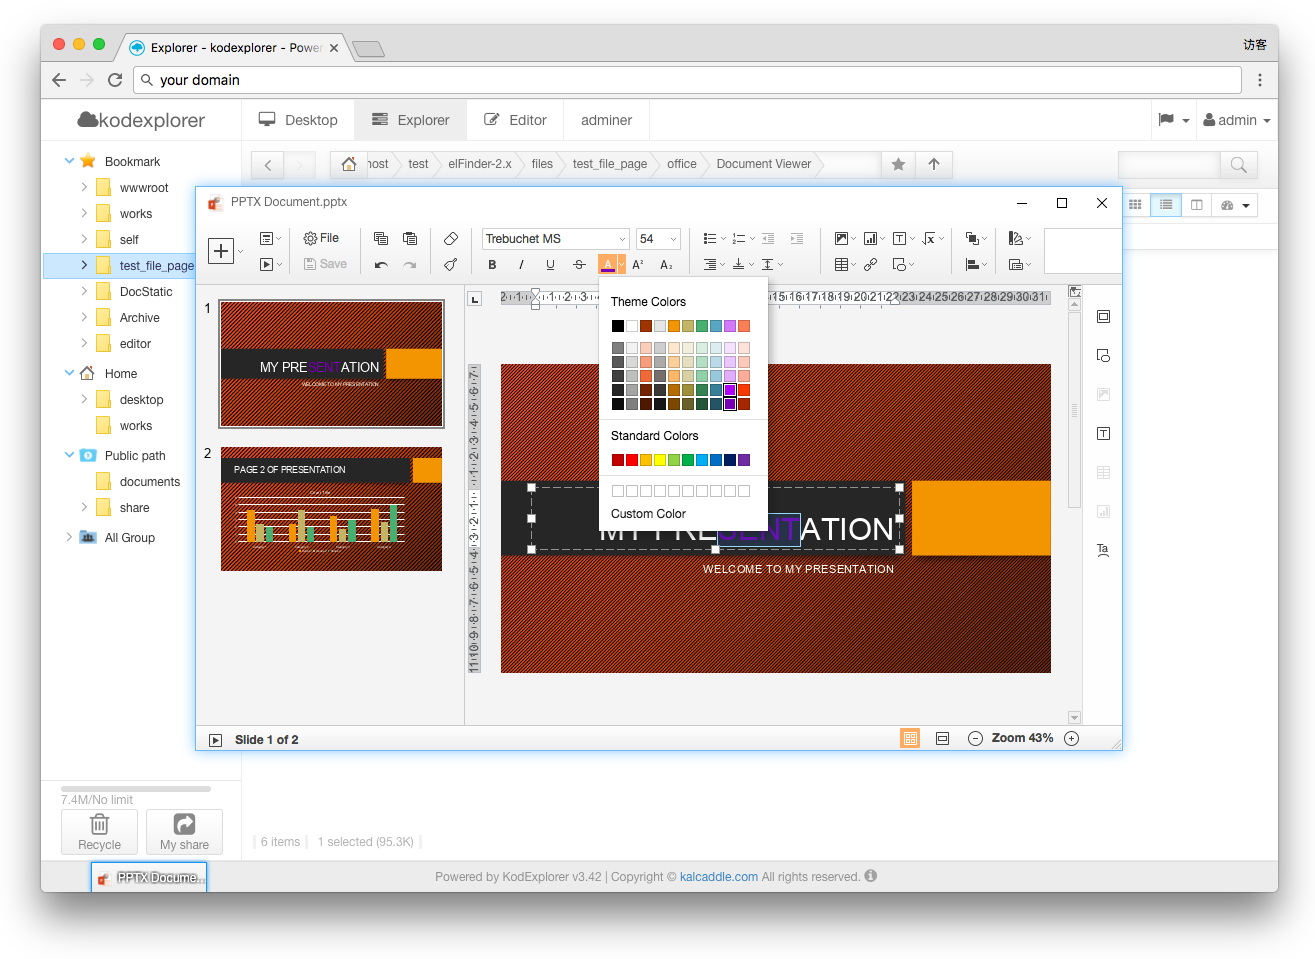 Explorer - kodexplorer - Powe
访客
your domain
kodexplorer
Desktop
Explorer
Editor
adminer
admin
Bookmark
wwwroot
works
self
test_file_page
DocStatic
Archive
editor
Home
desktop
works
Public path
documents
share
All Group
host
test
elFinder-2.x
files
test_file_page
office
Document Viewer
PPTX Document.pptx
File
Save
Trebuchet MS
54
B I U S A A² A₂
Theme Colors
Standard Colors
Custom Color
1
MY PRESENTATION
WELCOME TO MY PRESENTATION
2
PAGE 2 OF PRESENTATION
Chart Title
MY PRESENTATION
WELCOME TO MY PRESENTATION
Ta
Slide 1 of 2
Zoom 43%
7.4M/No limit
Recycle
My share
6 items
1 selected (95.3K)
PPTX Docume...
Powered by KodExplorer v3.42 | Copyright © kalcaddle.com All rights reserved.